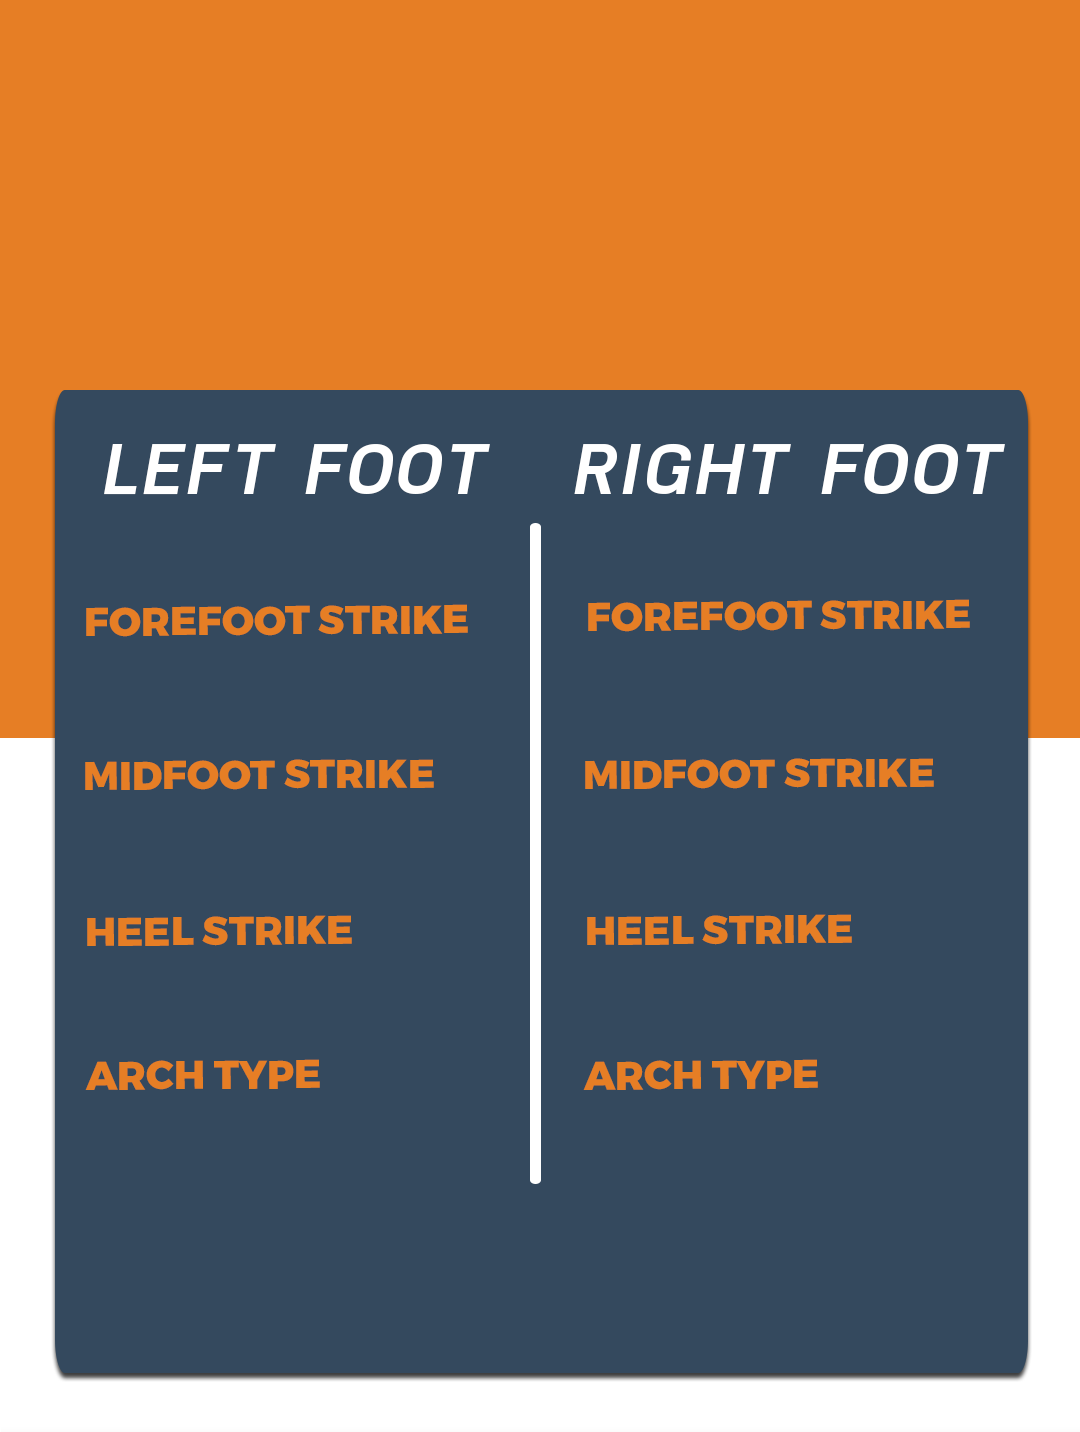 LEFT FOOT
RIGHT FOOT
FOREFOOT STRIKE
FOREFOOT STRIKE
MIDFOOT STRIKE
MIDFOOT STRIKE
HEEL STRIKE
HEEL STRIKE
ARCH TYPE
ARCH TYPE